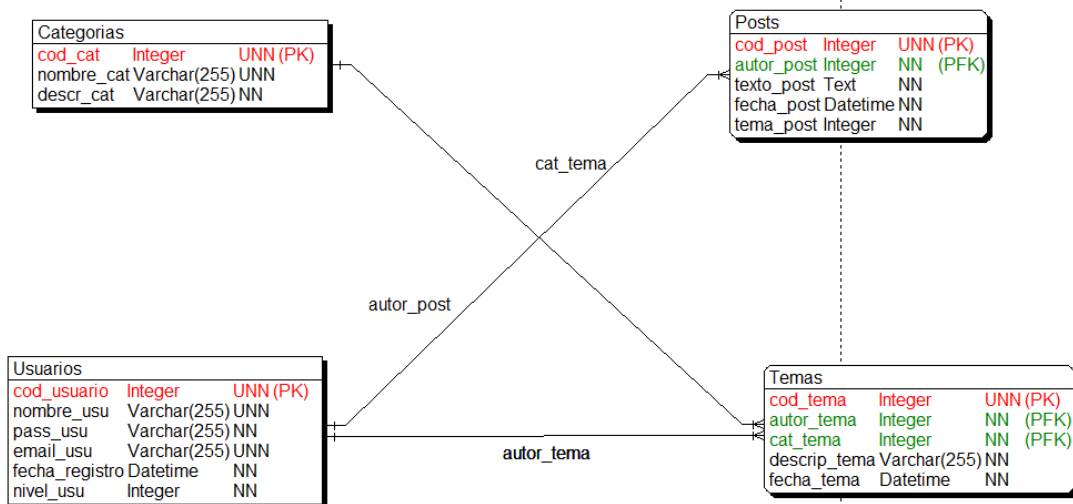 Categorias
cod_cat Integer UNN (PK)
nombre_cat Varchar(255) UNN
descr_cat Varchar(255) NN
Posts
cod_post Integer UNN (PK)
autor_post Integer NN (PFK)
texto_post Text NN
fecha_post Datetime NN
tema_post Integer NN
cat_tema
autor_post
Usuarios
cod_usuario Integer UNN (PK)
nombre_usu Varchar(255) UNN
pass_usu Varchar(255) NN
email_usu Varchar(255) UNN
fecha_registro Datetime NN
nivel_usu Integer NN
autor_tema
Temas
cod_tema Integer UNN (PK)
autor_tema Integer NN (PFK)
cat_tema Integer NN (PFK)
descrip_tema Varchar(255) NN
fecha_tema Datetime NN